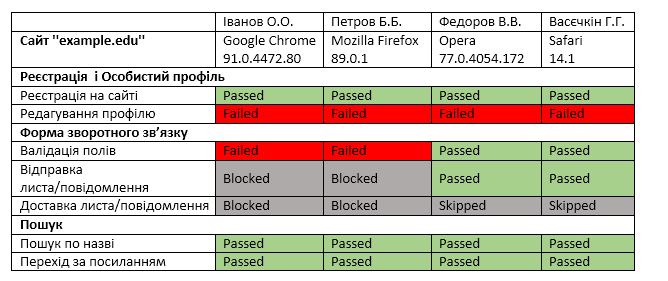 Іванов О.О. Петров Б.Б. Федоров В.В. Васєчкін Г.Г.
Сайт "example.edu" Google Chrome Mozilla Firefox Opera Safari
91.0.4472.80 89.0.1 77.0.4054.172 14.1
Реєстрація і Особистий профіль
Реєстрація на сайті Passed Passed Passed Passed
Редагування профілю Failed Failed Failed Failed
Форма зворотного зв’язку
Валідація полів Failed Failed Passed Passed
Відправка
листа/повідомлення Blocked Blocked Passed Passed
Доставка листа/повідомлення Blocked Blocked Skipped Skipped
Пошук
Пошук по назві Passed Passed Passed Passed
Перехід за посиланням Passed Passed Passed Passed